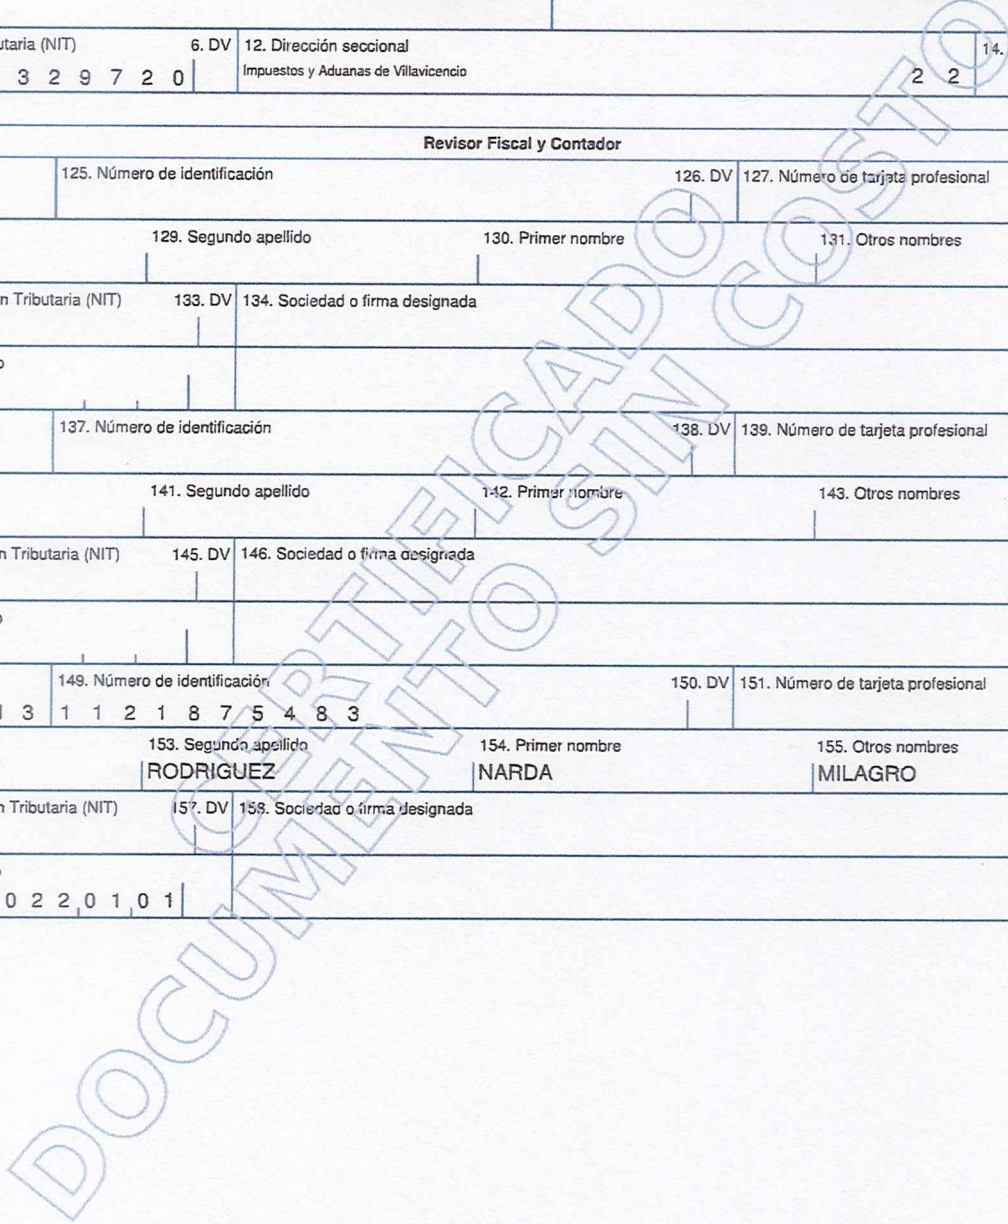 utaria (NIT) 6. DV 12. Dirección seccional 14.
3 2 9 7 2 0 Impuestos y Aduanas de Villavicencio 2 2
Revisor Fiscal y Contador
125. Número de identificación 126. DV 127. Número de tarjeta profesional
129. Segundo apellido 130. Primer nombre 131. Otros nombres
n Tributaria (NIT) 133. DV 134. Sociedad o firma designada
o
137. Número de identificación 138. DV 139. Número de tarjeta profesional
141. Segundo apellido 142. Primer nombre 143. Otros nombres
n Tributaria (NIT) 145. DV 146. Sociedad o firma designada
o
149. Número de identificación 150. DV 151. Número de tarjeta profesional
3 1 1 2 1 8 7 5 4 8 3
153. Segundo apellido 154. Primer nombre 155. Otros nombres
RODRIGUEZ NARDA MILAGRO
n Tributaria (NIT) 157. DV 158. Sociedad o firma designada
o
0 2 2 0 1 0 1
CERTIFICADO
DOCUMENTO SIN COSTO